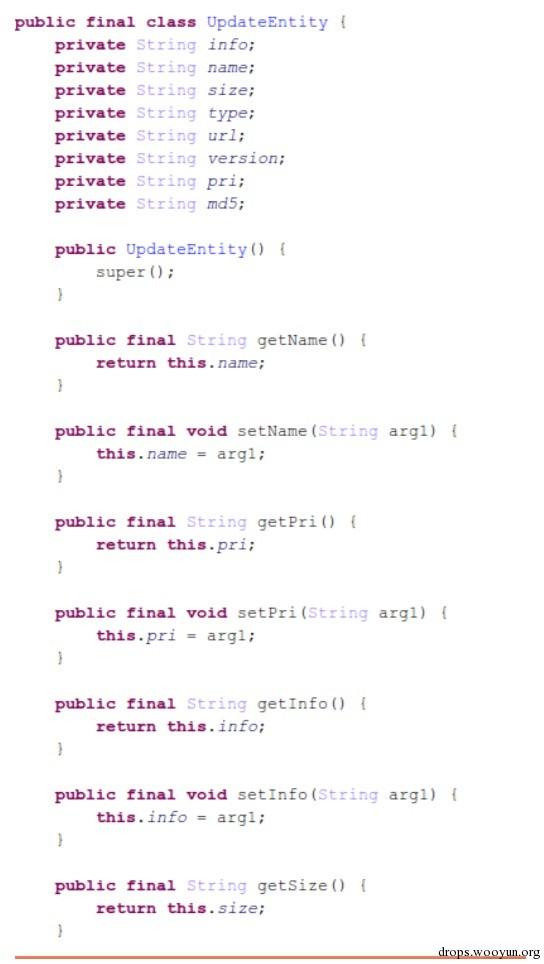 public final class UpdateEntity {
private String info;
private String name;
private String size;
private String type;
private String url;
private String version;
private String pri;
private String md5;
public UpdateEntity() {
super();
}
public final String getName() {
return this.name;
}
public final void setName(String arg1) {
this.name = arg1;
}
public final String getPri() {
return this.pri;
}
public final void setPri(String arg1) {
this.pri = arg1;
}
public final String getInfo() {
return this.info;
}
public final void setInfo(String arg1) {
this.info = arg1;
}
public final String getSize() {
return this.size;
}
drops.wooyun.org